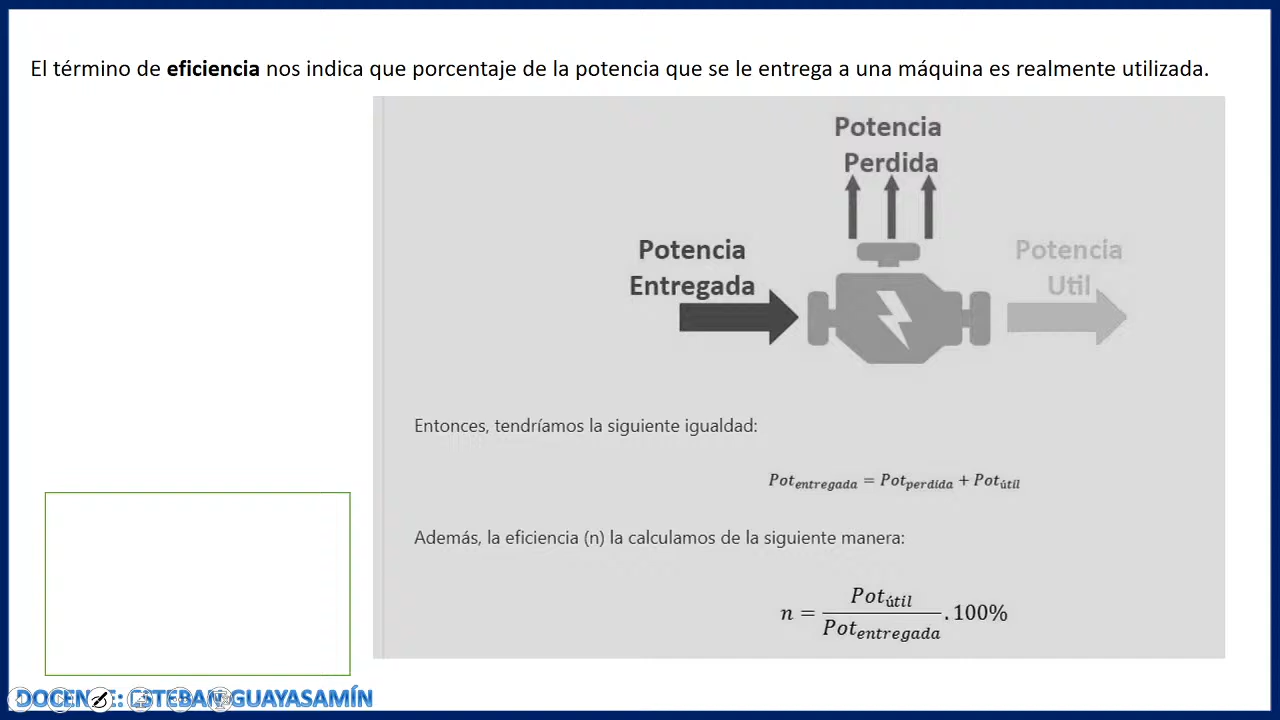 El término de eficiencia nos indica que porcentaje de la potencia que se le entrega a una máquina es realmente utilizada.
Potencia
Perdida
Potencia
Entregada
Potencia
Util
Entonces, tendríamos la siguiente igualdad:
Pot_entregada = Pot_perdida + Pot_útil
Además, la eficiencia (n) la calculamos de la siguiente manera:
n = Pot_útil / Pot_entregada . 100%
DOCENTE: ESTEBAN GUAYASAMÍN